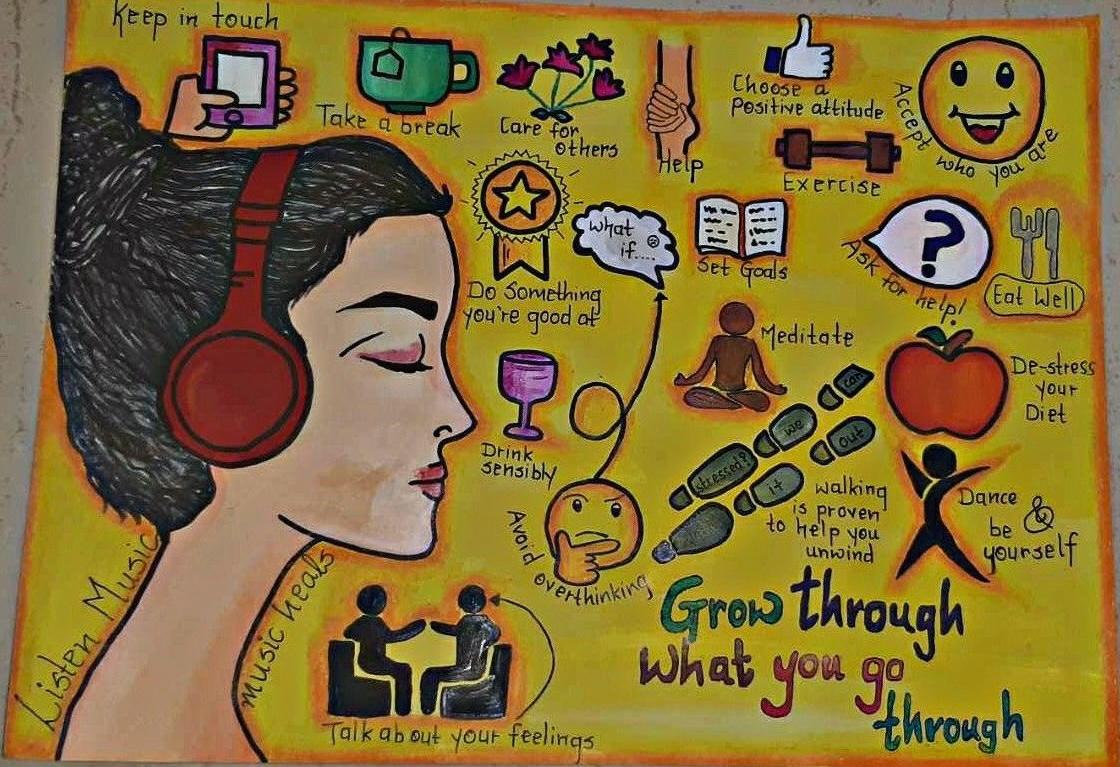 Keep in touch
Take a break
Care for
others
Help
Choose a
Positive attitude
Accept who you are
Exercise
Do Something
you're good at
What
if....
Set Goals
?
Ask for help!
Eat Well
Meditate
De-stress
your
Diet
Drink
sensibly
Avoid overthinking
stressed?
we
can
it
out
walking
is proven
to help you
unwind
Dance &
be
yourself
Listen Music
music heals
Talk about your feelings
Grow through
what you go
through